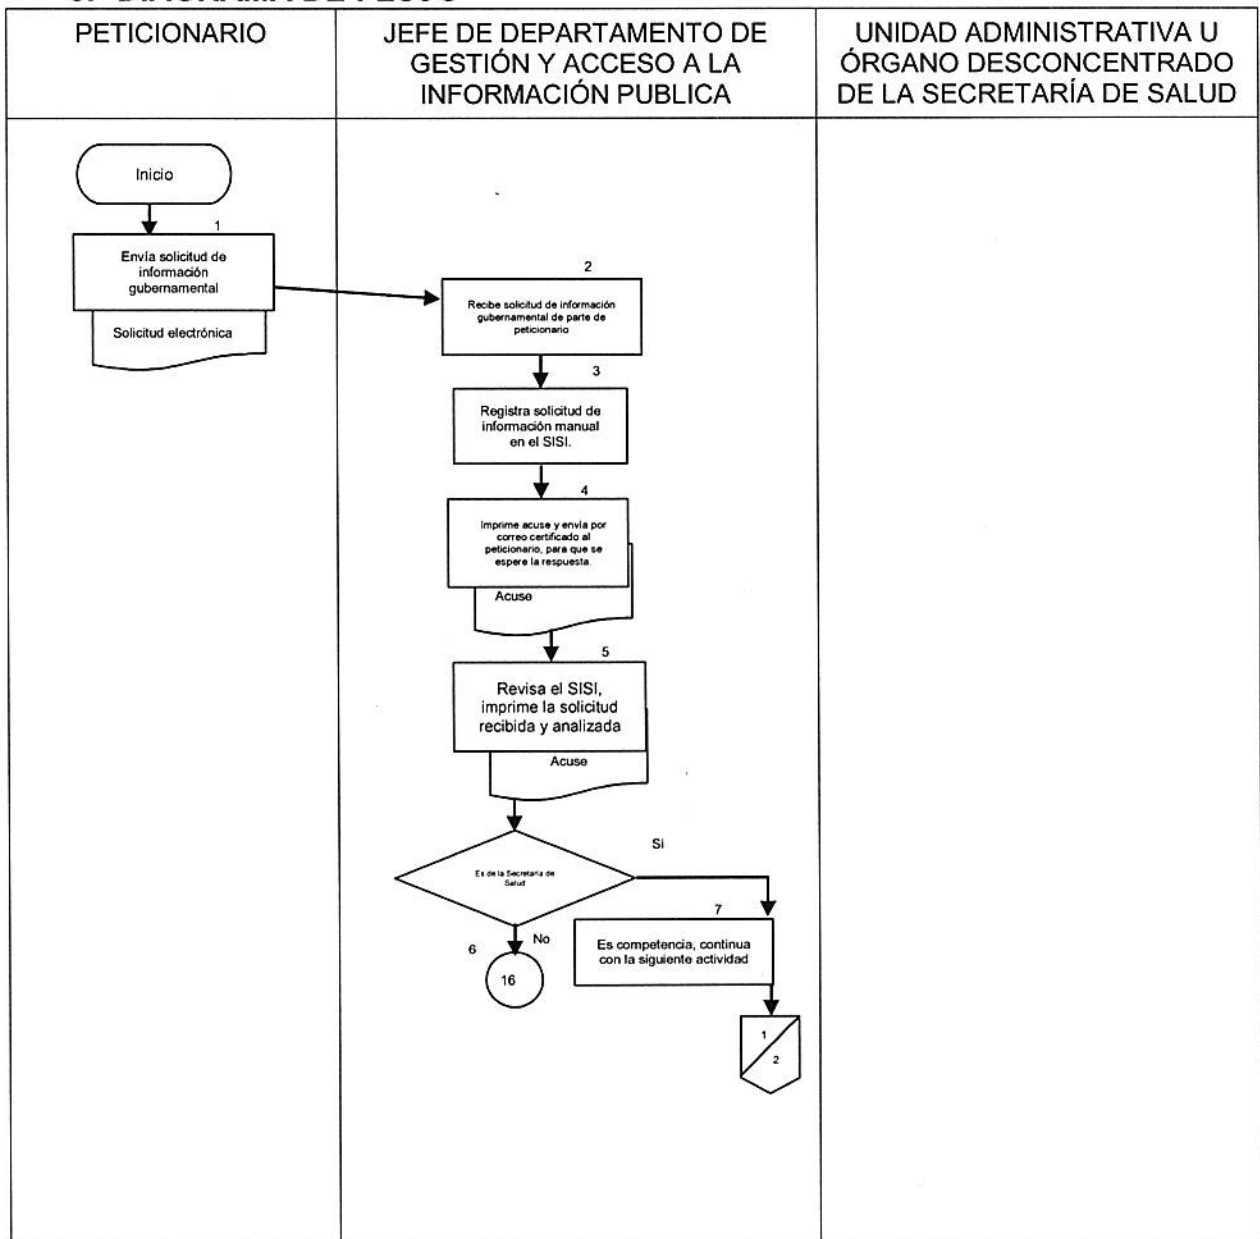 PETICIONARIO
JEFE DE DEPARTAMENTO DE
GESTIÓN Y ACCESO A LA
INFORMACIÓN PUBLICA
UNIDAD ADMINISTRATIVA U
ÓRGANO DESCONCENTRADO
DE LA SECRETARÍA DE SALUD
Inicio
1
Envía solicitud de
información
gubernamental
Solicitud electrónica
2
Recibe solicitud de información
gubernamental de parte de
peticionario
3
Registra solicitud de
información manual
en el SISI.
4
Imprime acuse y envía por
correo certificado al
peticionario, para que se
espere la respuesta.
Acuse
5
Revisa el SISI,
imprime la solicitud
recibida y analizada
Acuse
Es de la Secretaria de
Salud
Si
7
Es competencia, continua
con la siguiente actividad
6
No
16
1
2